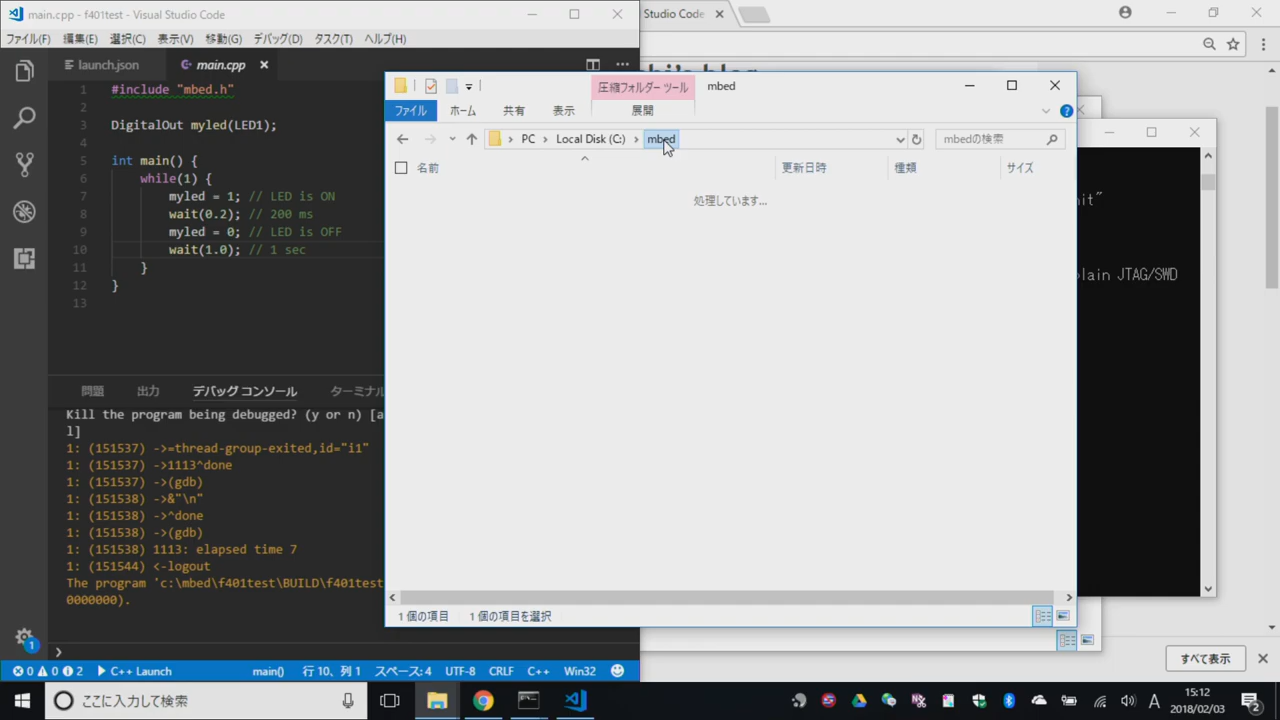 main.cpp - f401test - Visual Studio Code
ファイル(F) 編集(E) 選択(C) 表示(V) 移動(G) デバッグ(D) タスク(T) ヘルプ(H)
launch.json main.cpp
1 #include "mbed.h"
2
3 DigitalOut myled(LED1);
4
5 int main() {
6 while(1) {
7 myled = 1; // LED is ON
8 wait(0.2); // 200 ms
9 myled = 0; // LED is OFF
10 wait(1.0); // 1 sec
11 }
12 }
13
問題 出力 デバッグ コンソール ターミナル
Kill the program being debugged? (y or n) [a
l]
1: (151537) ->=thread-group-exited,id="i1"
1: (151537) ->1113^done
1: (151537) ->(gdb)
1: (151538) ->&"\n"
1: (151538) ->^done
1: (151538) ->(gdb)
1: (151538) 1113: elapsed time 7
1: (151544) <-logout
The program 'c:\mbed\f401test\BUILD\f401test
0000000).
0 0 2 C++ Launch main() 行 10、列 1 スペース: 4 UTF-8 CRLF C++ Win32
1
Studio Code
圧縮フォルダー ツール mbed
ファイル ホーム 共有 表示 展開
PC Local Disk (C:) mbed mbedの検索
名前 更新日時 種類 サイズ
処理しています...
1 個の項目 1 個の項目を選択
nit"
lain JTAG/SWD
すべて表示
ここに入力して検索
A 15:12
2018/02/03
2